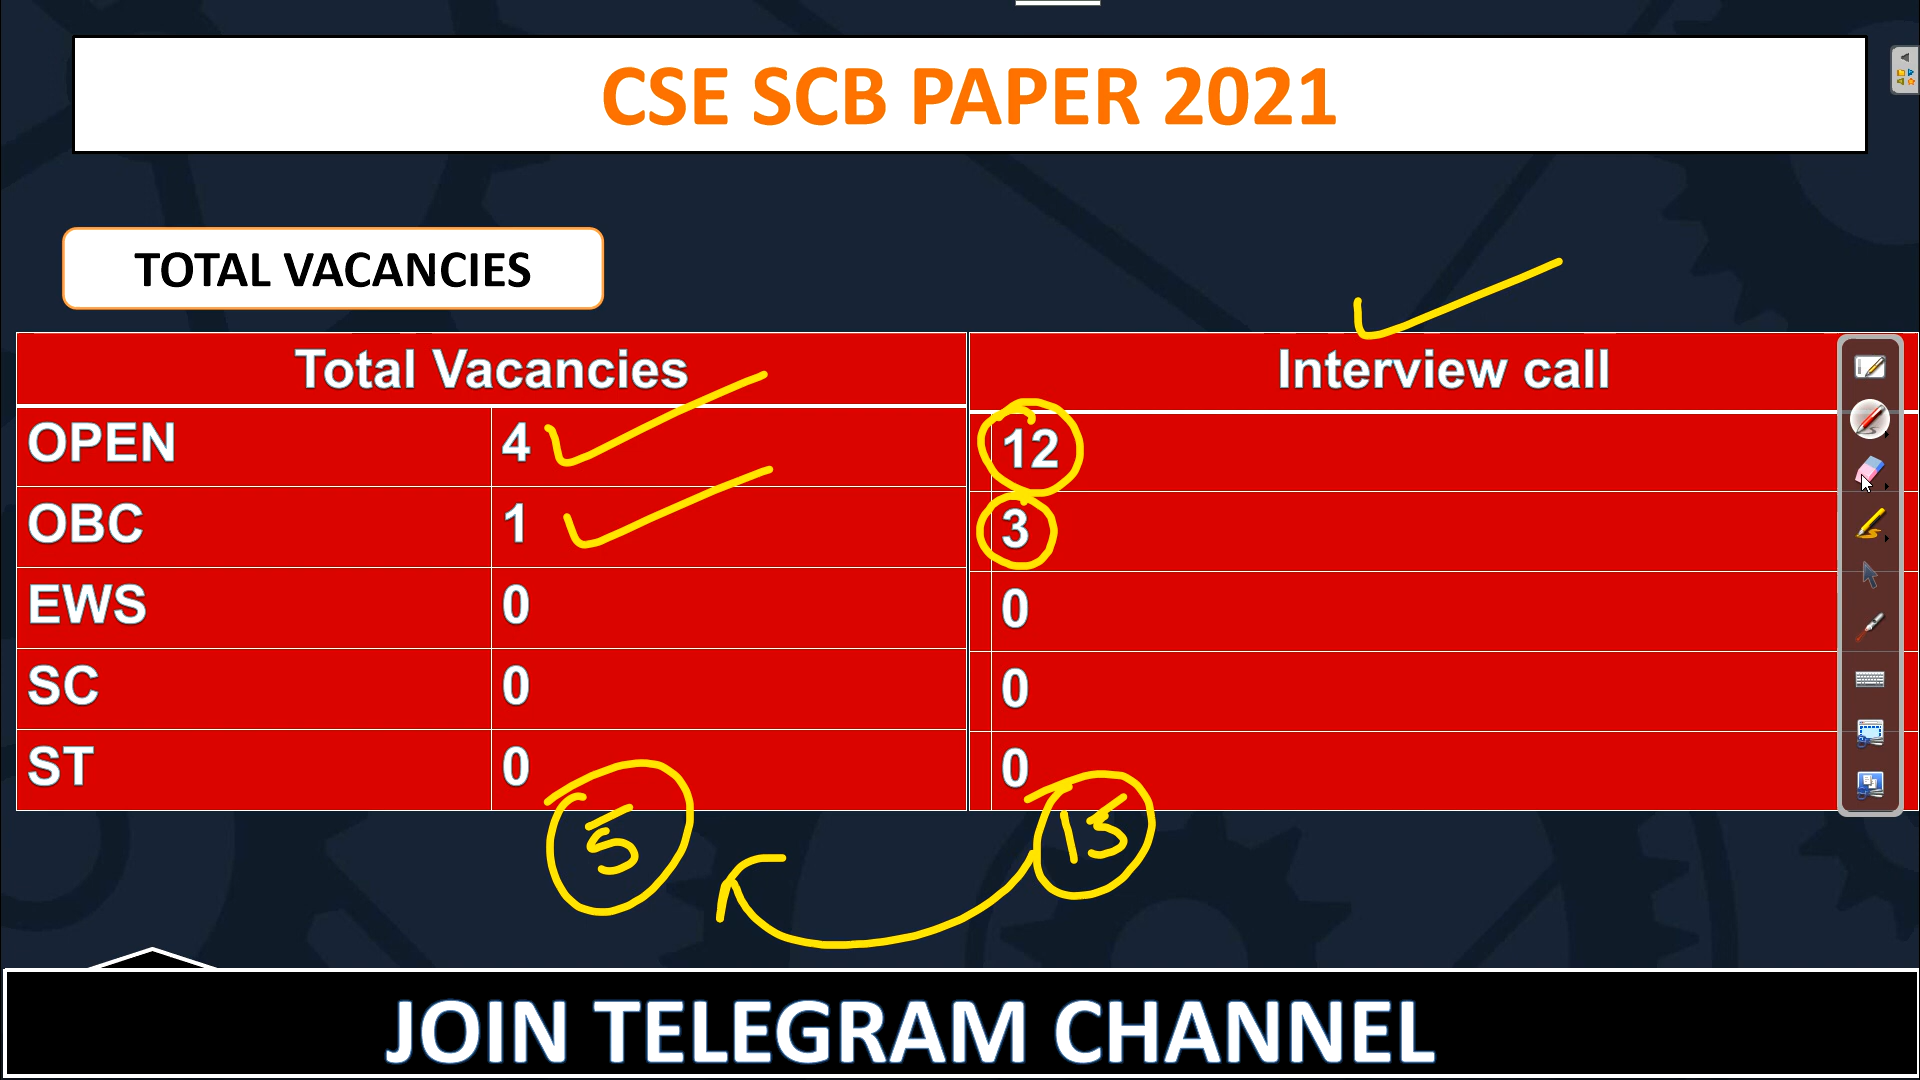 CSE SCB PAPER 2021
TOTAL VACANCIES
Total Vacancies Interview call
OPEN 4 12
OBC 1 3
EWS 0 0
SC 0 0
ST 0 0
5 15
JOIN TELEGRAM CHANNEL